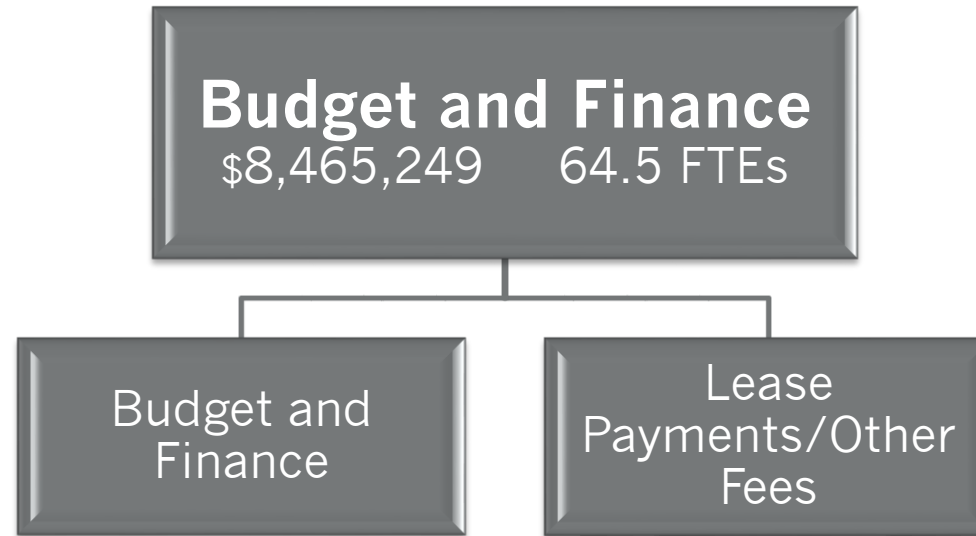 Budget and Finance
$8,465,249 64.5 FTEs
Budget and
Finance
Lease
Payments/Other
Fees